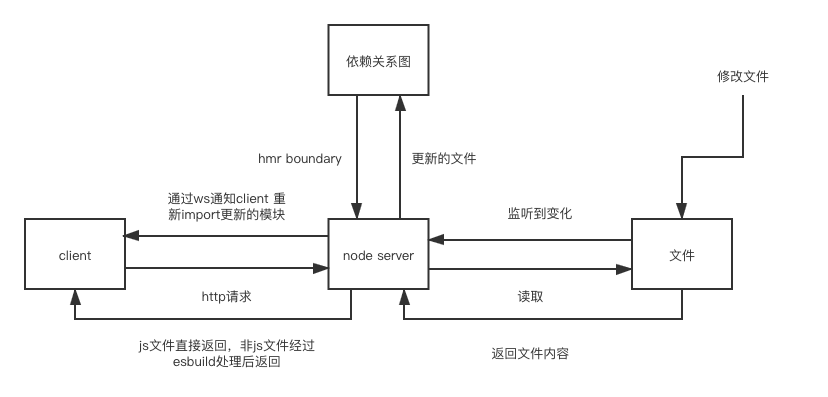 依赖关系图
修改文件
hmr boundary
更新的文件
通过ws通知client 重
新import更新的模块
监听到变化
client
node server
文件
http请求
读取
js文件直接返回，非js文件经过
esbuild处理后返回
返回文件内容